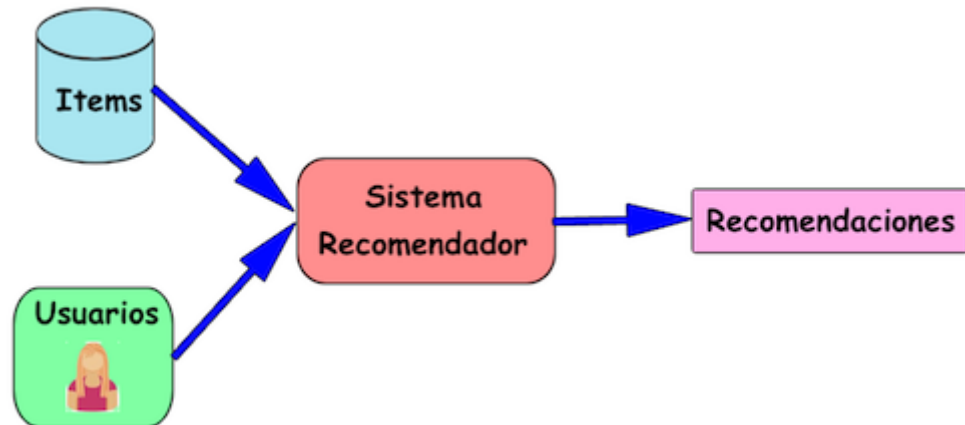 Items
Sistema
Recomendador
Recomendaciones
Usuarios